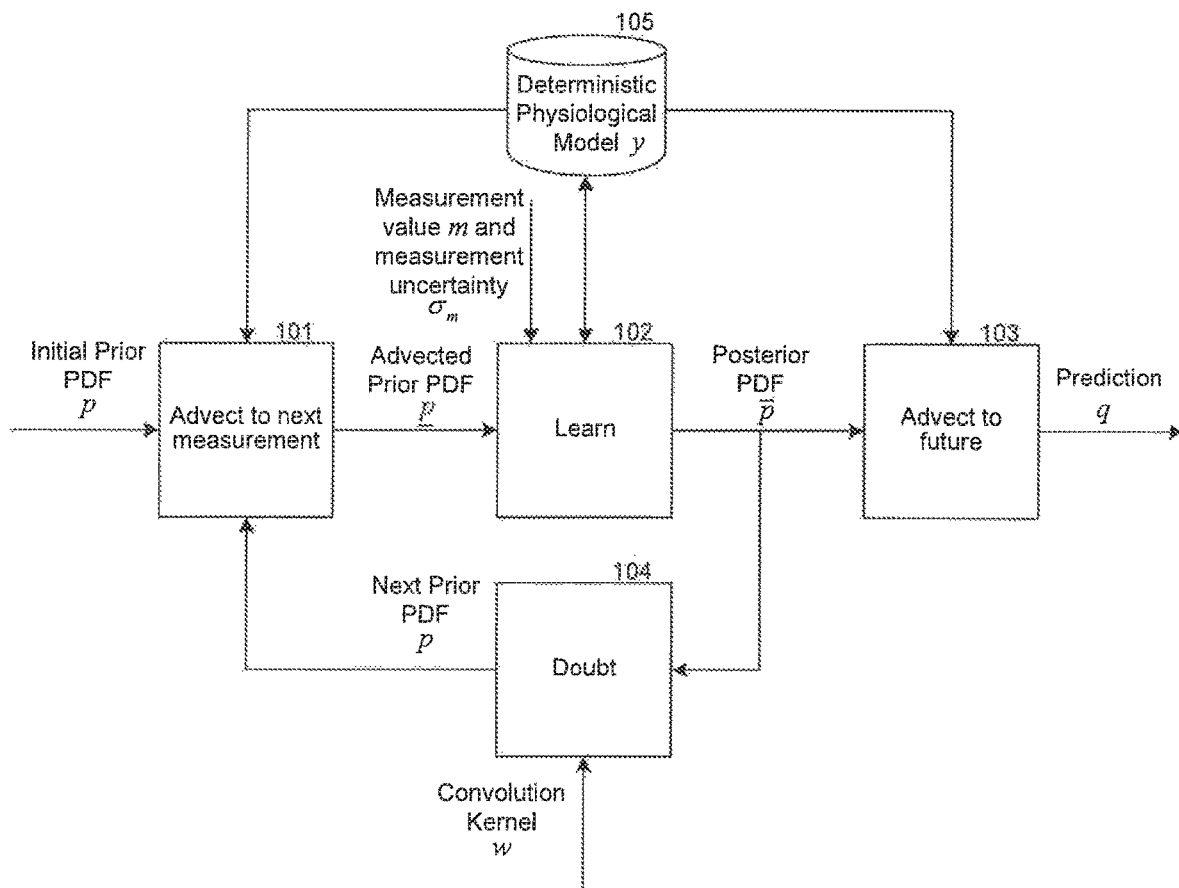 105
Deterministic
Physiological
Model y
Measurement
value m and
measurement
uncertainty
σm
101
102
103
Initial Prior
PDF
p
Advect to next
measurement
Advected
Prior PDF
p
Learn
Posterior
PDF
p̄
Advect to
future
Prediction
q
104
Next Prior
PDF
p
Doubt
Convolution
Kernel
w